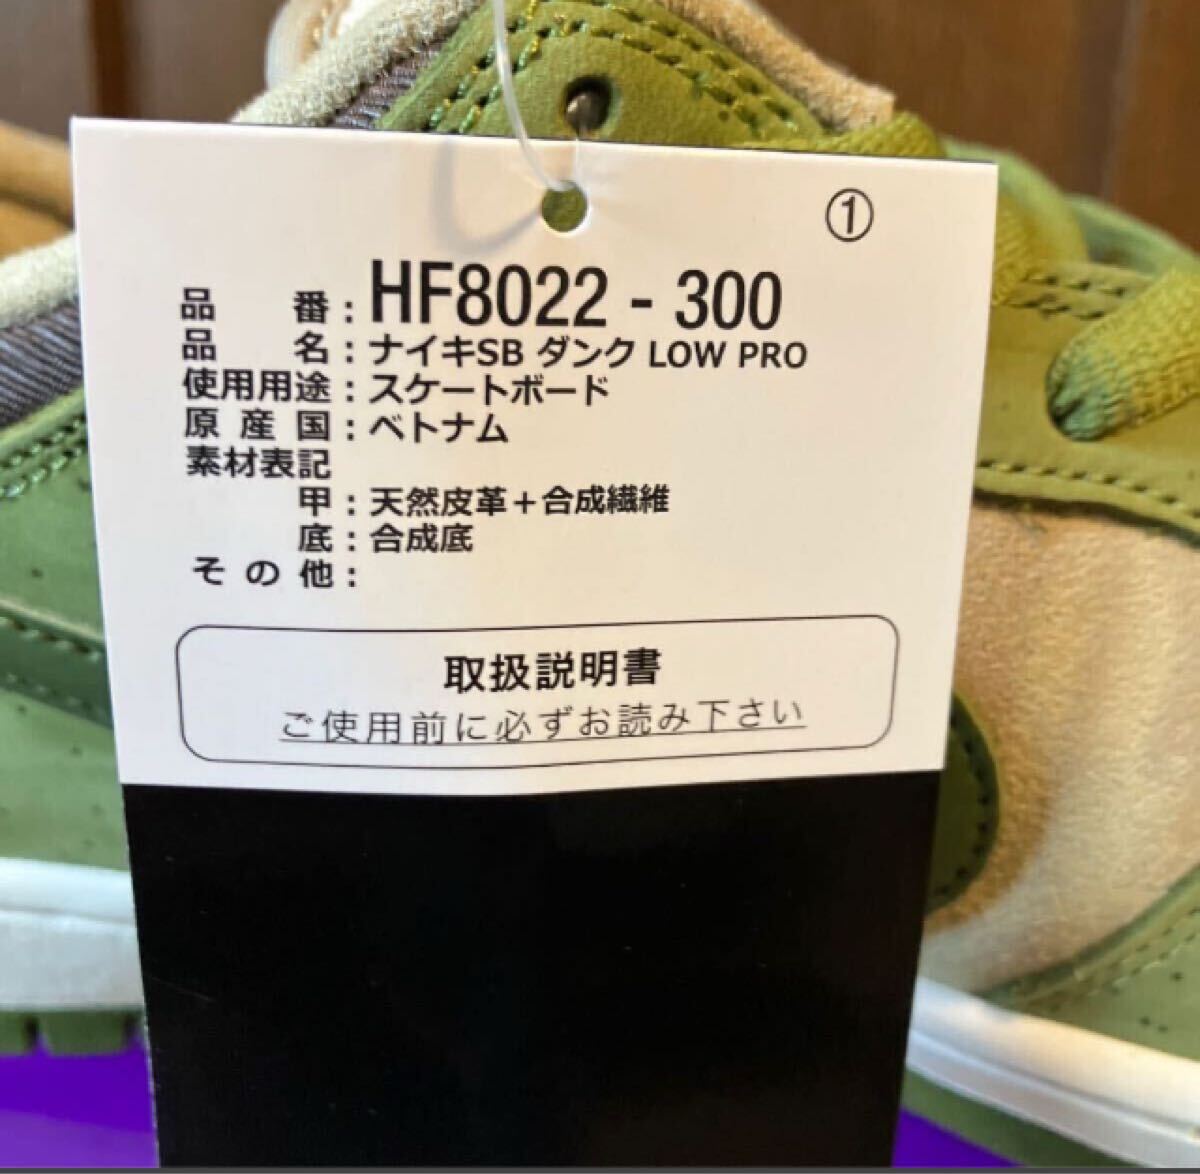 ①
品番：HF8022 - 300
品名：ナイキSB ダンク LOW PRO
使用用途：スケートボード
原産国：ベトナム
素材表記
甲：天然皮革＋合成繊維
底：合成底
その他：
取扱説明書
ご使用前に必ずお読み下さい